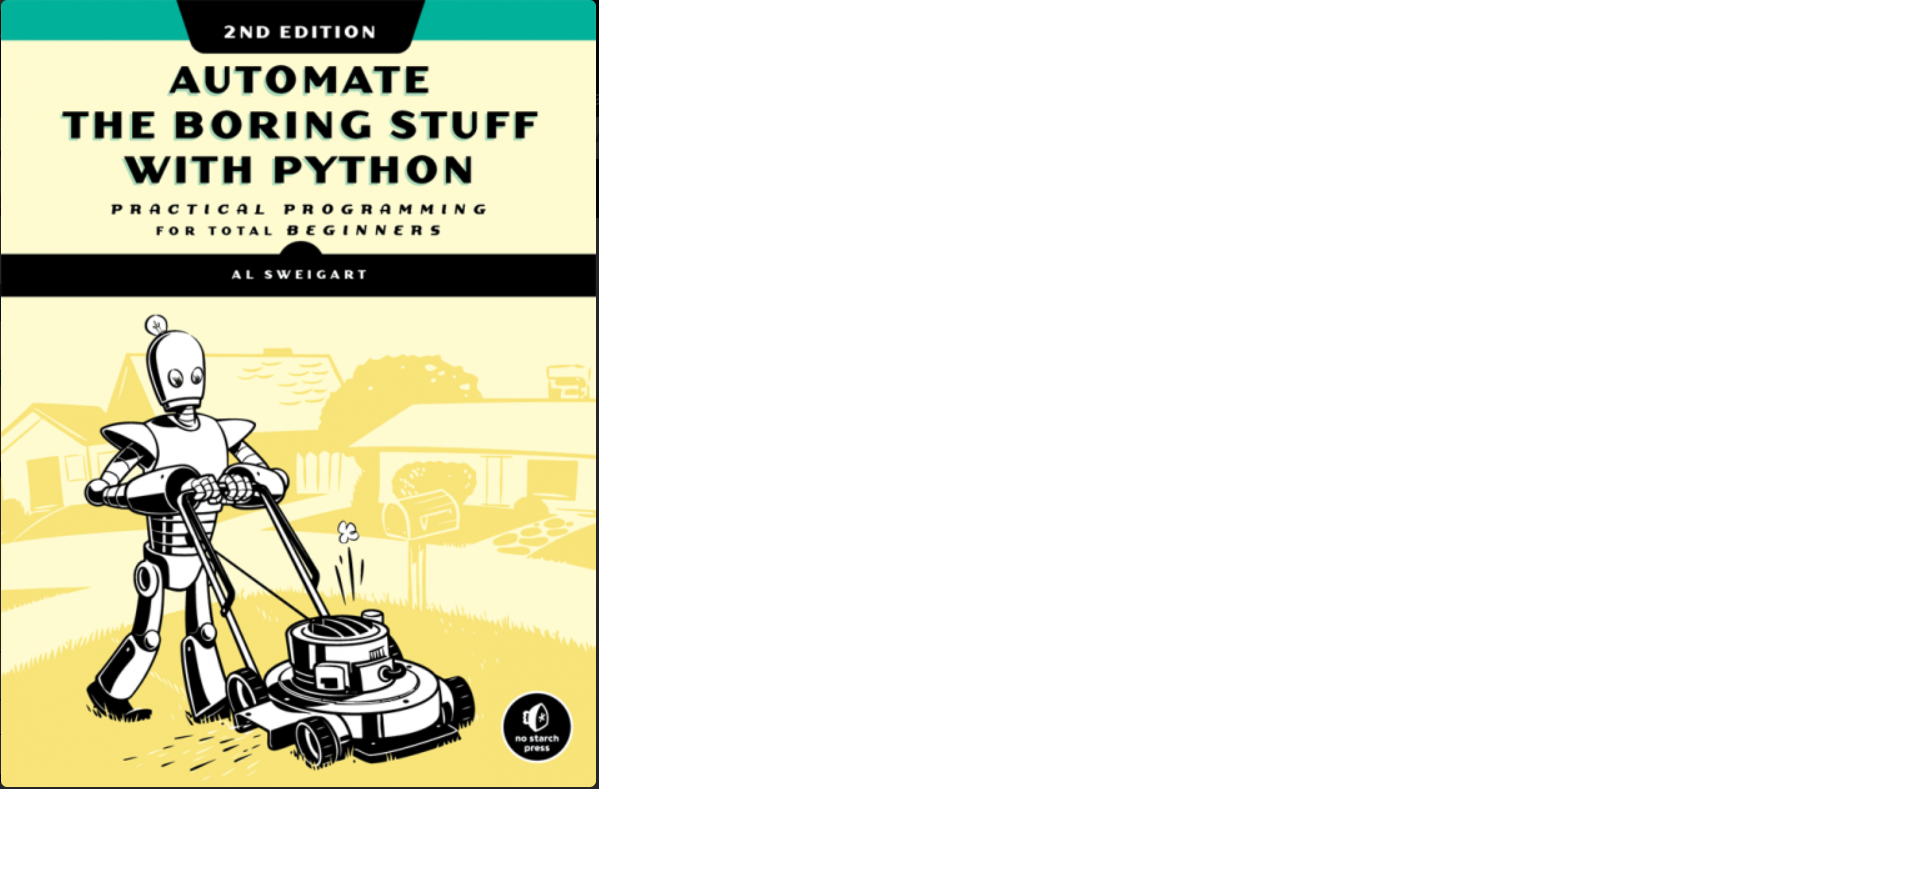 2ND EDITION
AUTOMATE
THE BORING STUFF
WITH PYTHON
PRACTICAL PROGRAMMING
FOR TOTAL BEGINNERS
AL SWEIGART
no starch
press